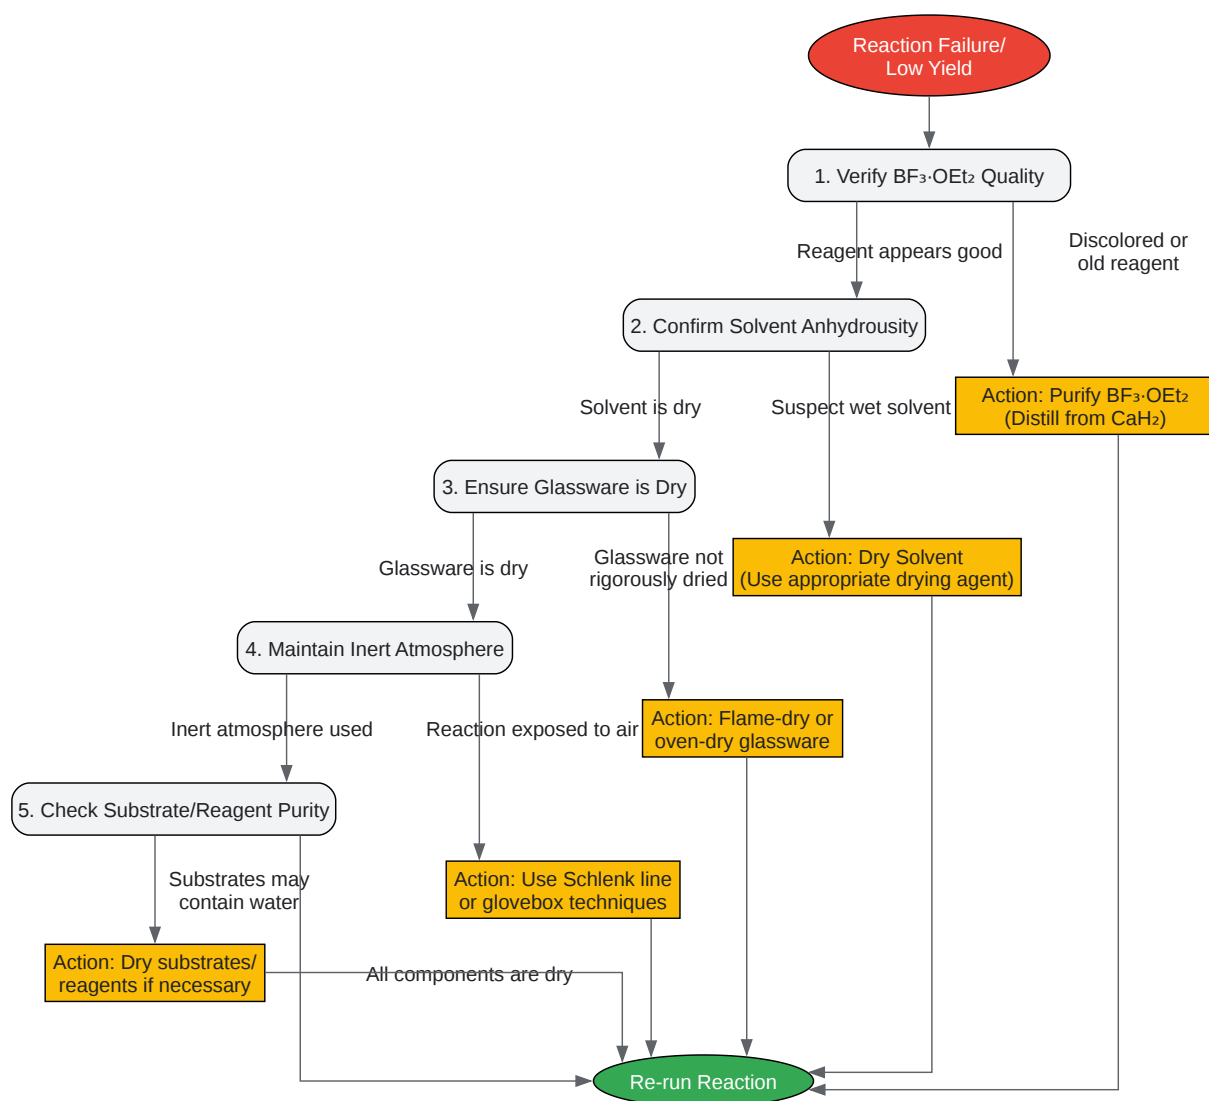 Reaction Failure/
Low Yield
1. Verify BF₃·OEt₂ Quality
Reagent appears good
Discolored or
old reagent
2. Confirm Solvent Anhydrousity
Solvent is dry
Suspect wet solvent
Action: Purify BF₃·OEt₂
(Distill from CaH₂)
3. Ensure Glassware is Dry
Glassware is dry
Glassware not
rigorously dried
Action: Dry Solvent
(Use appropriate drying agent)
4. Maintain Inert Atmosphere
Inert atmosphere used
Reaction exposed to air
Action: Flame-dry or
oven-dry glassware
5. Check Substrate/Reagent Purity
Substrates may
contain water
Action: Use Schlenk line
or glovebox techniques
Action: Dry substrates/
reagents if necessary
All components are dry
Re-run Reaction